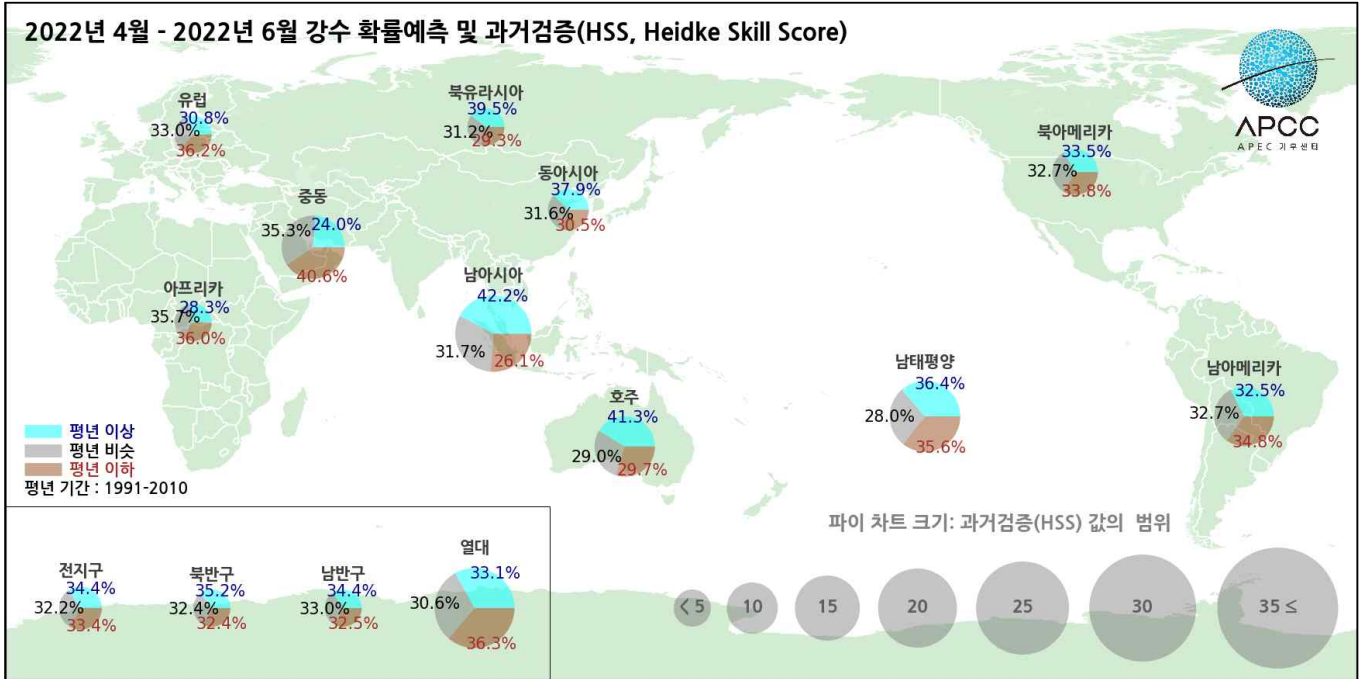 2022년 4월 - 2022년 6월 강수 확률예측 및 과거검증(HSS, Heidke Skill Score)
APCC
APEC 기후센터
유럽
30.8%
33.0%
36.2%
북유라시아
39.5%
31.2%
29.3%
북아메리카
33.5%
32.7%
33.8%
동아시아
37.9%
31.6%
30.5%
중동
35.3%
24.0%
40.6%
남아시아
42.2%
31.7%
26.1%
아프리카
28.3%
35.7%
36.0%
남태평양
36.4%
28.0%
35.6%
남아메리카
32.5%
32.7%
34.8%
호주
41.3%
29.0%
29.7%
평년 이상
평년 비슷
평년 이하
평년 기간 : 1991-2010
전지구
34.4%
32.2%
33.4%
북반구
35.2%
32.4%
32.4%
남반구
34.4%
33.0%
32.5%
열대
33.1%
30.6%
36.3%
파이 차트 크기: 과거검증(HSS) 값의 범위
< 5
10
15
20
25
30
35 ≤